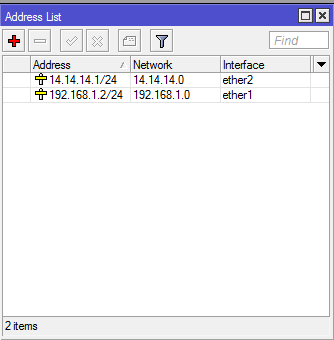 Address List
Find
Address Network Interface
14.14.14.1/24 14.14.14.0 ether2
192.168.1.2/24 192.168.1.0 ether1
2 items